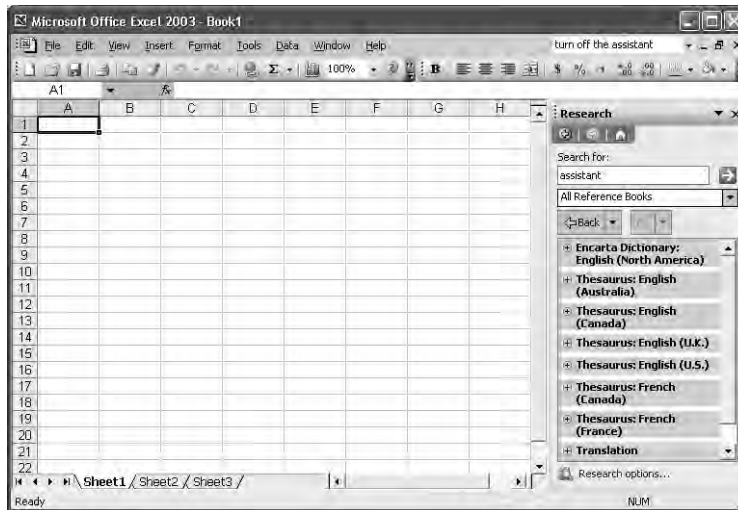 Microsoft Office Excel 2003 - Book1
File Edit View Insert Format Tools Data Window Help turn off the assistant
Σ 100% B $ %
A1 fx
A B C D E F G H
1
2
3
4
5
6
7
8
9
10
11
12
13
14
15
16
17
18
19
20
21
22
Research
Search for:
assistant
All Reference Books
Back
Encarta Dictionary:
English (North America)
Thesaurus: English
(Australia)
Thesaurus: English
(Canada)
Thesaurus: English (U.K.)
Thesaurus: English (U.S.)
Thesaurus: French
(Canada)
Thesaurus: French
(France)
Translation
Research options...
Sheet1 / Sheet2 / Sheet3 /
Ready NUM